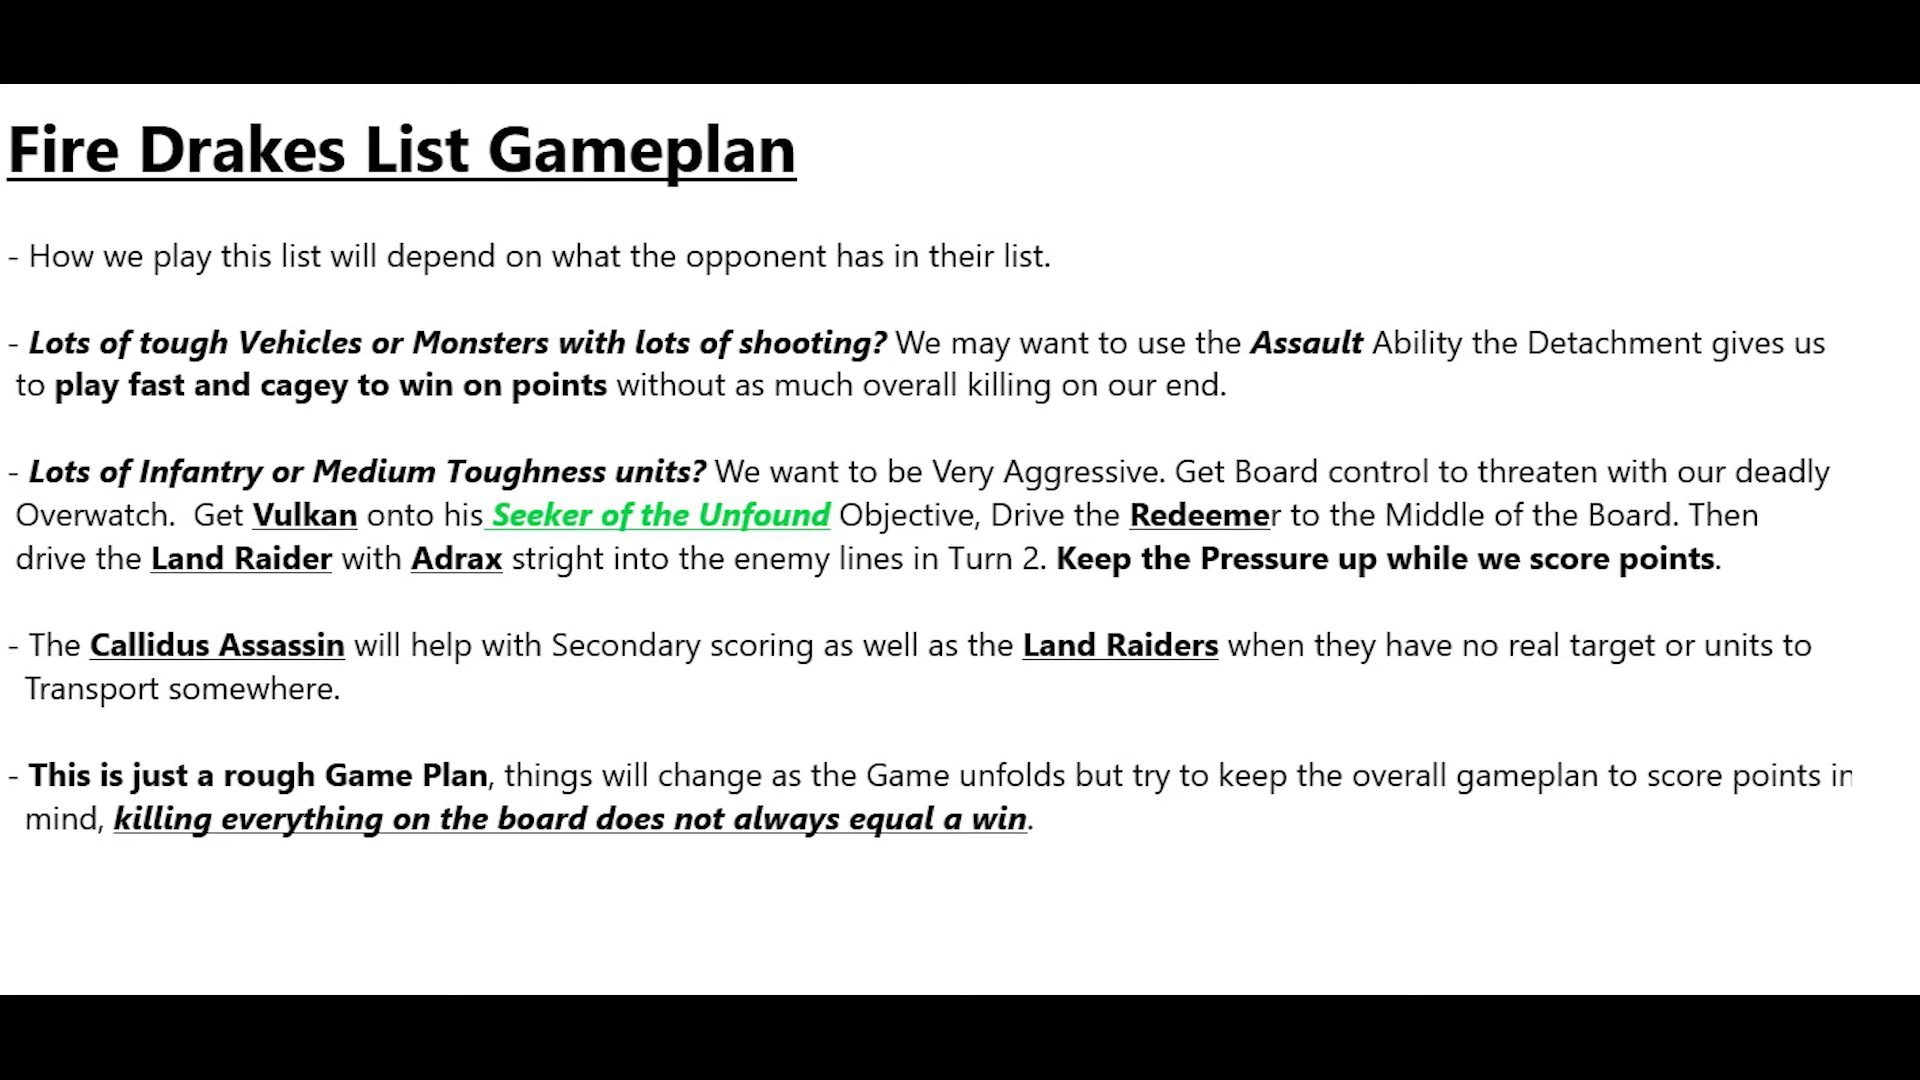 Fire Drakes List Gameplan
- How we play this list will depend on what the opponent has in their list.
- Lots of tough Vehicles or Monsters with lots of shooting? We may want to use the Assault Ability the Detachment gives us
to play fast and cagey to win on points without as much overall killing on our end.
- Lots of Infantry or Medium Toughness units? We want to be Very Aggressive. Get Board control to threaten with our deadly
Overwatch.  Get Vulkan onto his Seeker of the Unfound Objective, Drive the Redeemer to the Middle of the Board. Then
drive the Land Raider with Adrax stright into the enemy lines in Turn 2. Keep the Pressure up while we score points.
- The Callidus Assassin will help with Secondary scoring as well as the Land Raiders when they have no real target or units to
Transport somewhere.
- This is just a rough Game Plan, things will change as the Game unfolds but try to keep the overall gameplan to score points in
mind, killing everything on the board does not always equal a win.